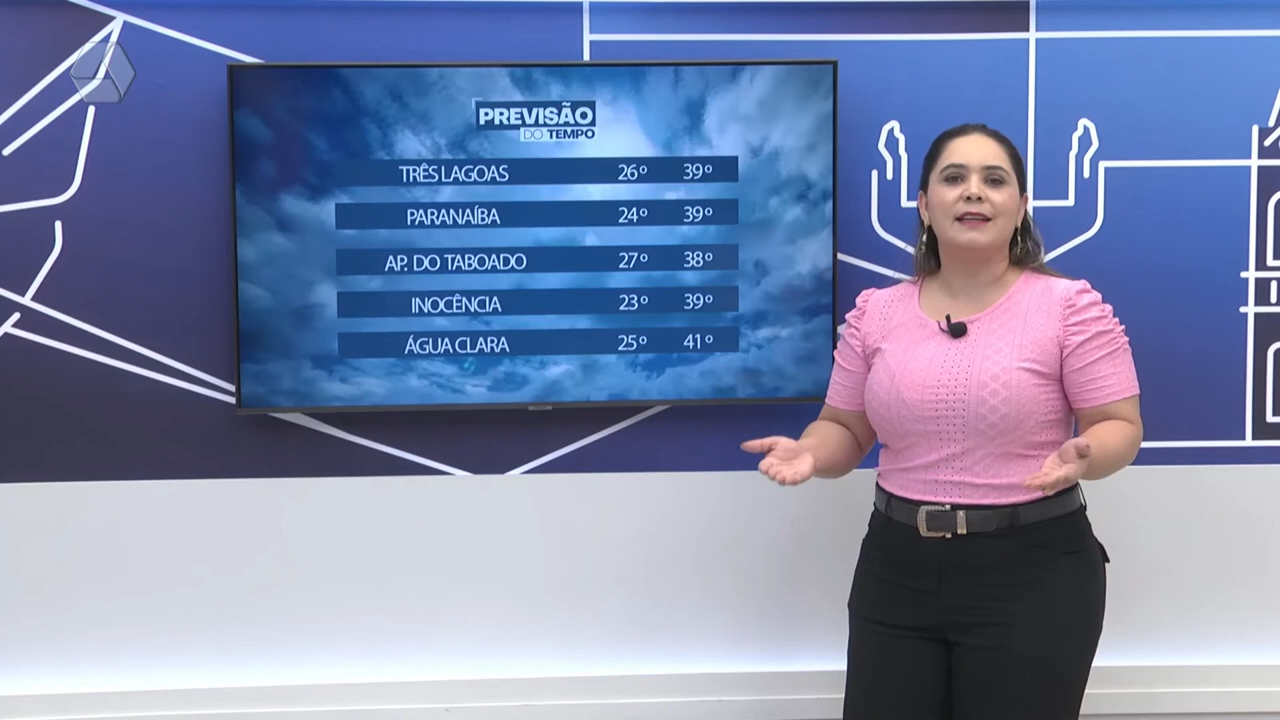 PREVISÃO
DO TEMPO
TRÊS LAGOAS 26º 39º
PARANAÍBA 24º 39º
AP. DO TABOADO 27º 38º
INOCÊNCIA 23º 39º
ÁGUA CLARA 25º 41º